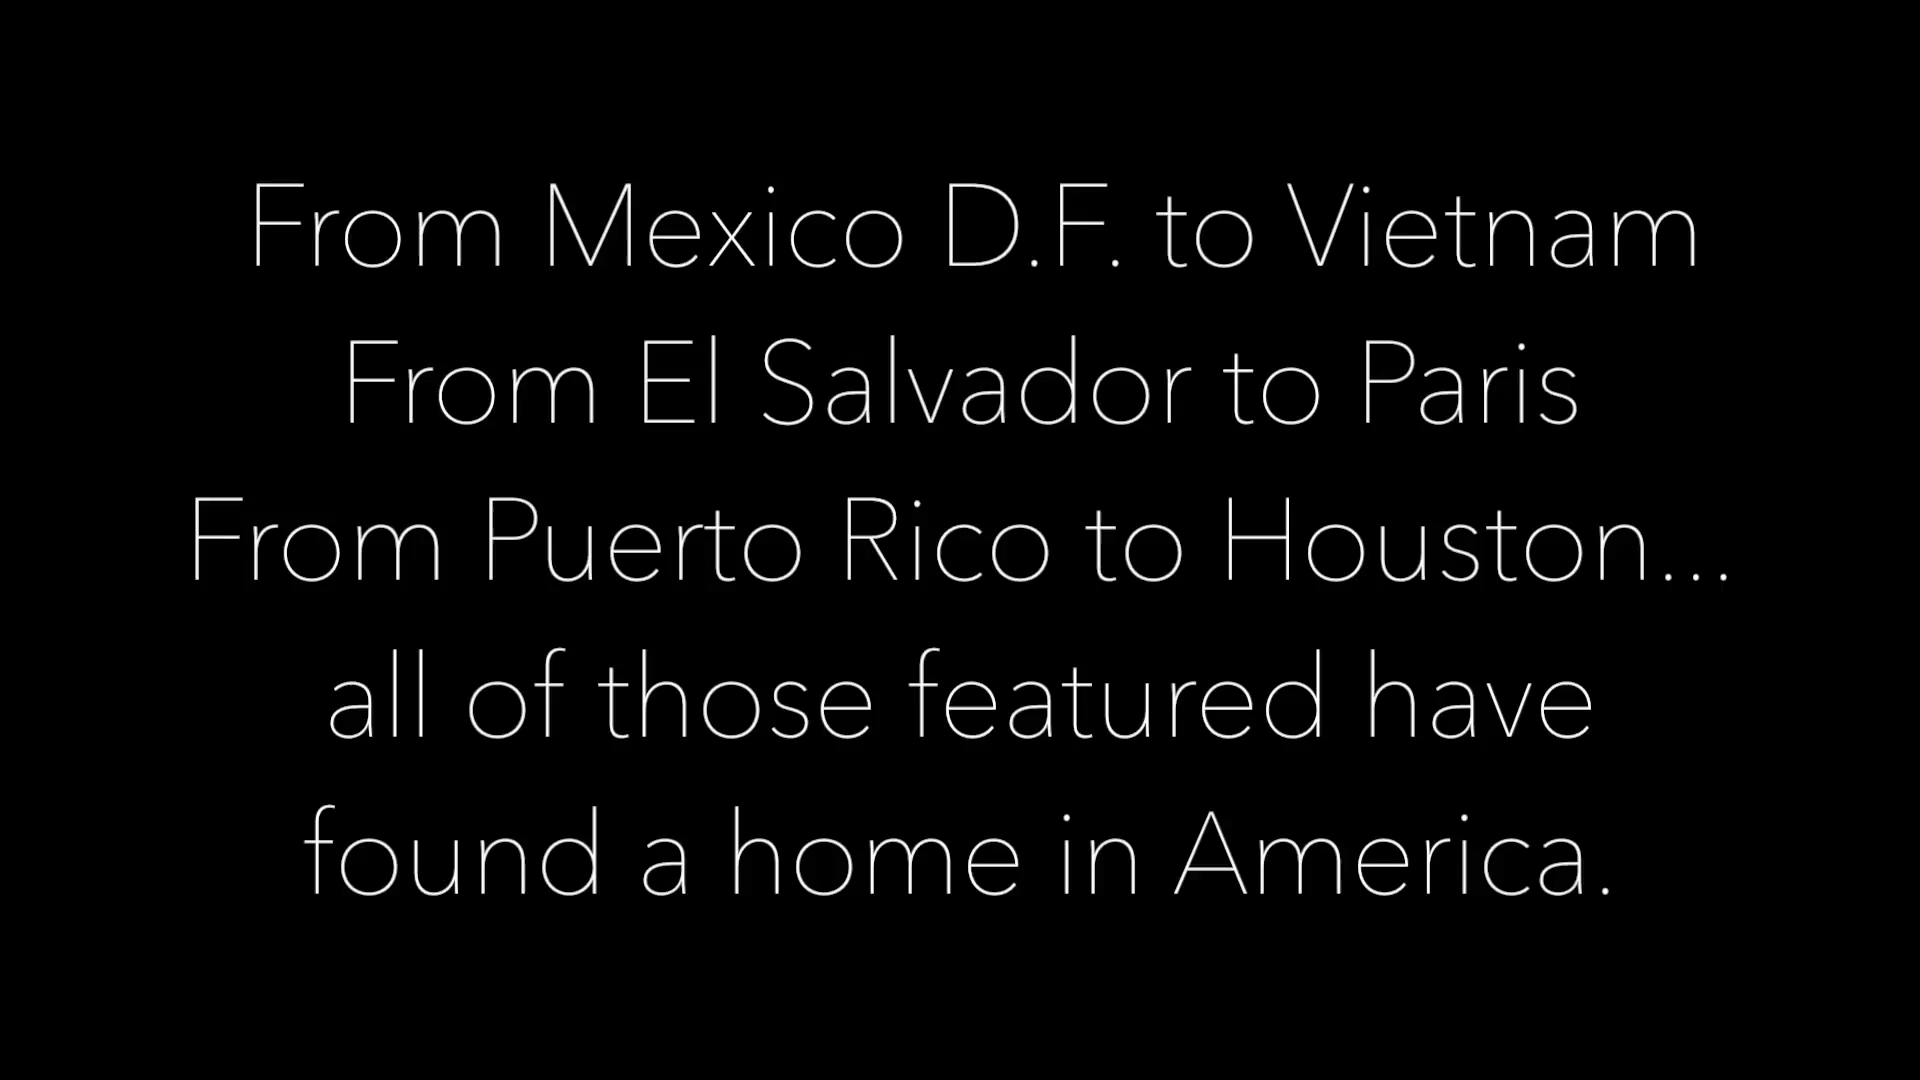 From Mexico D.F. to Vietnam
From El Salvador to Paris
From Puerto Rico to Houston...
all of those featured have
found a home in America.